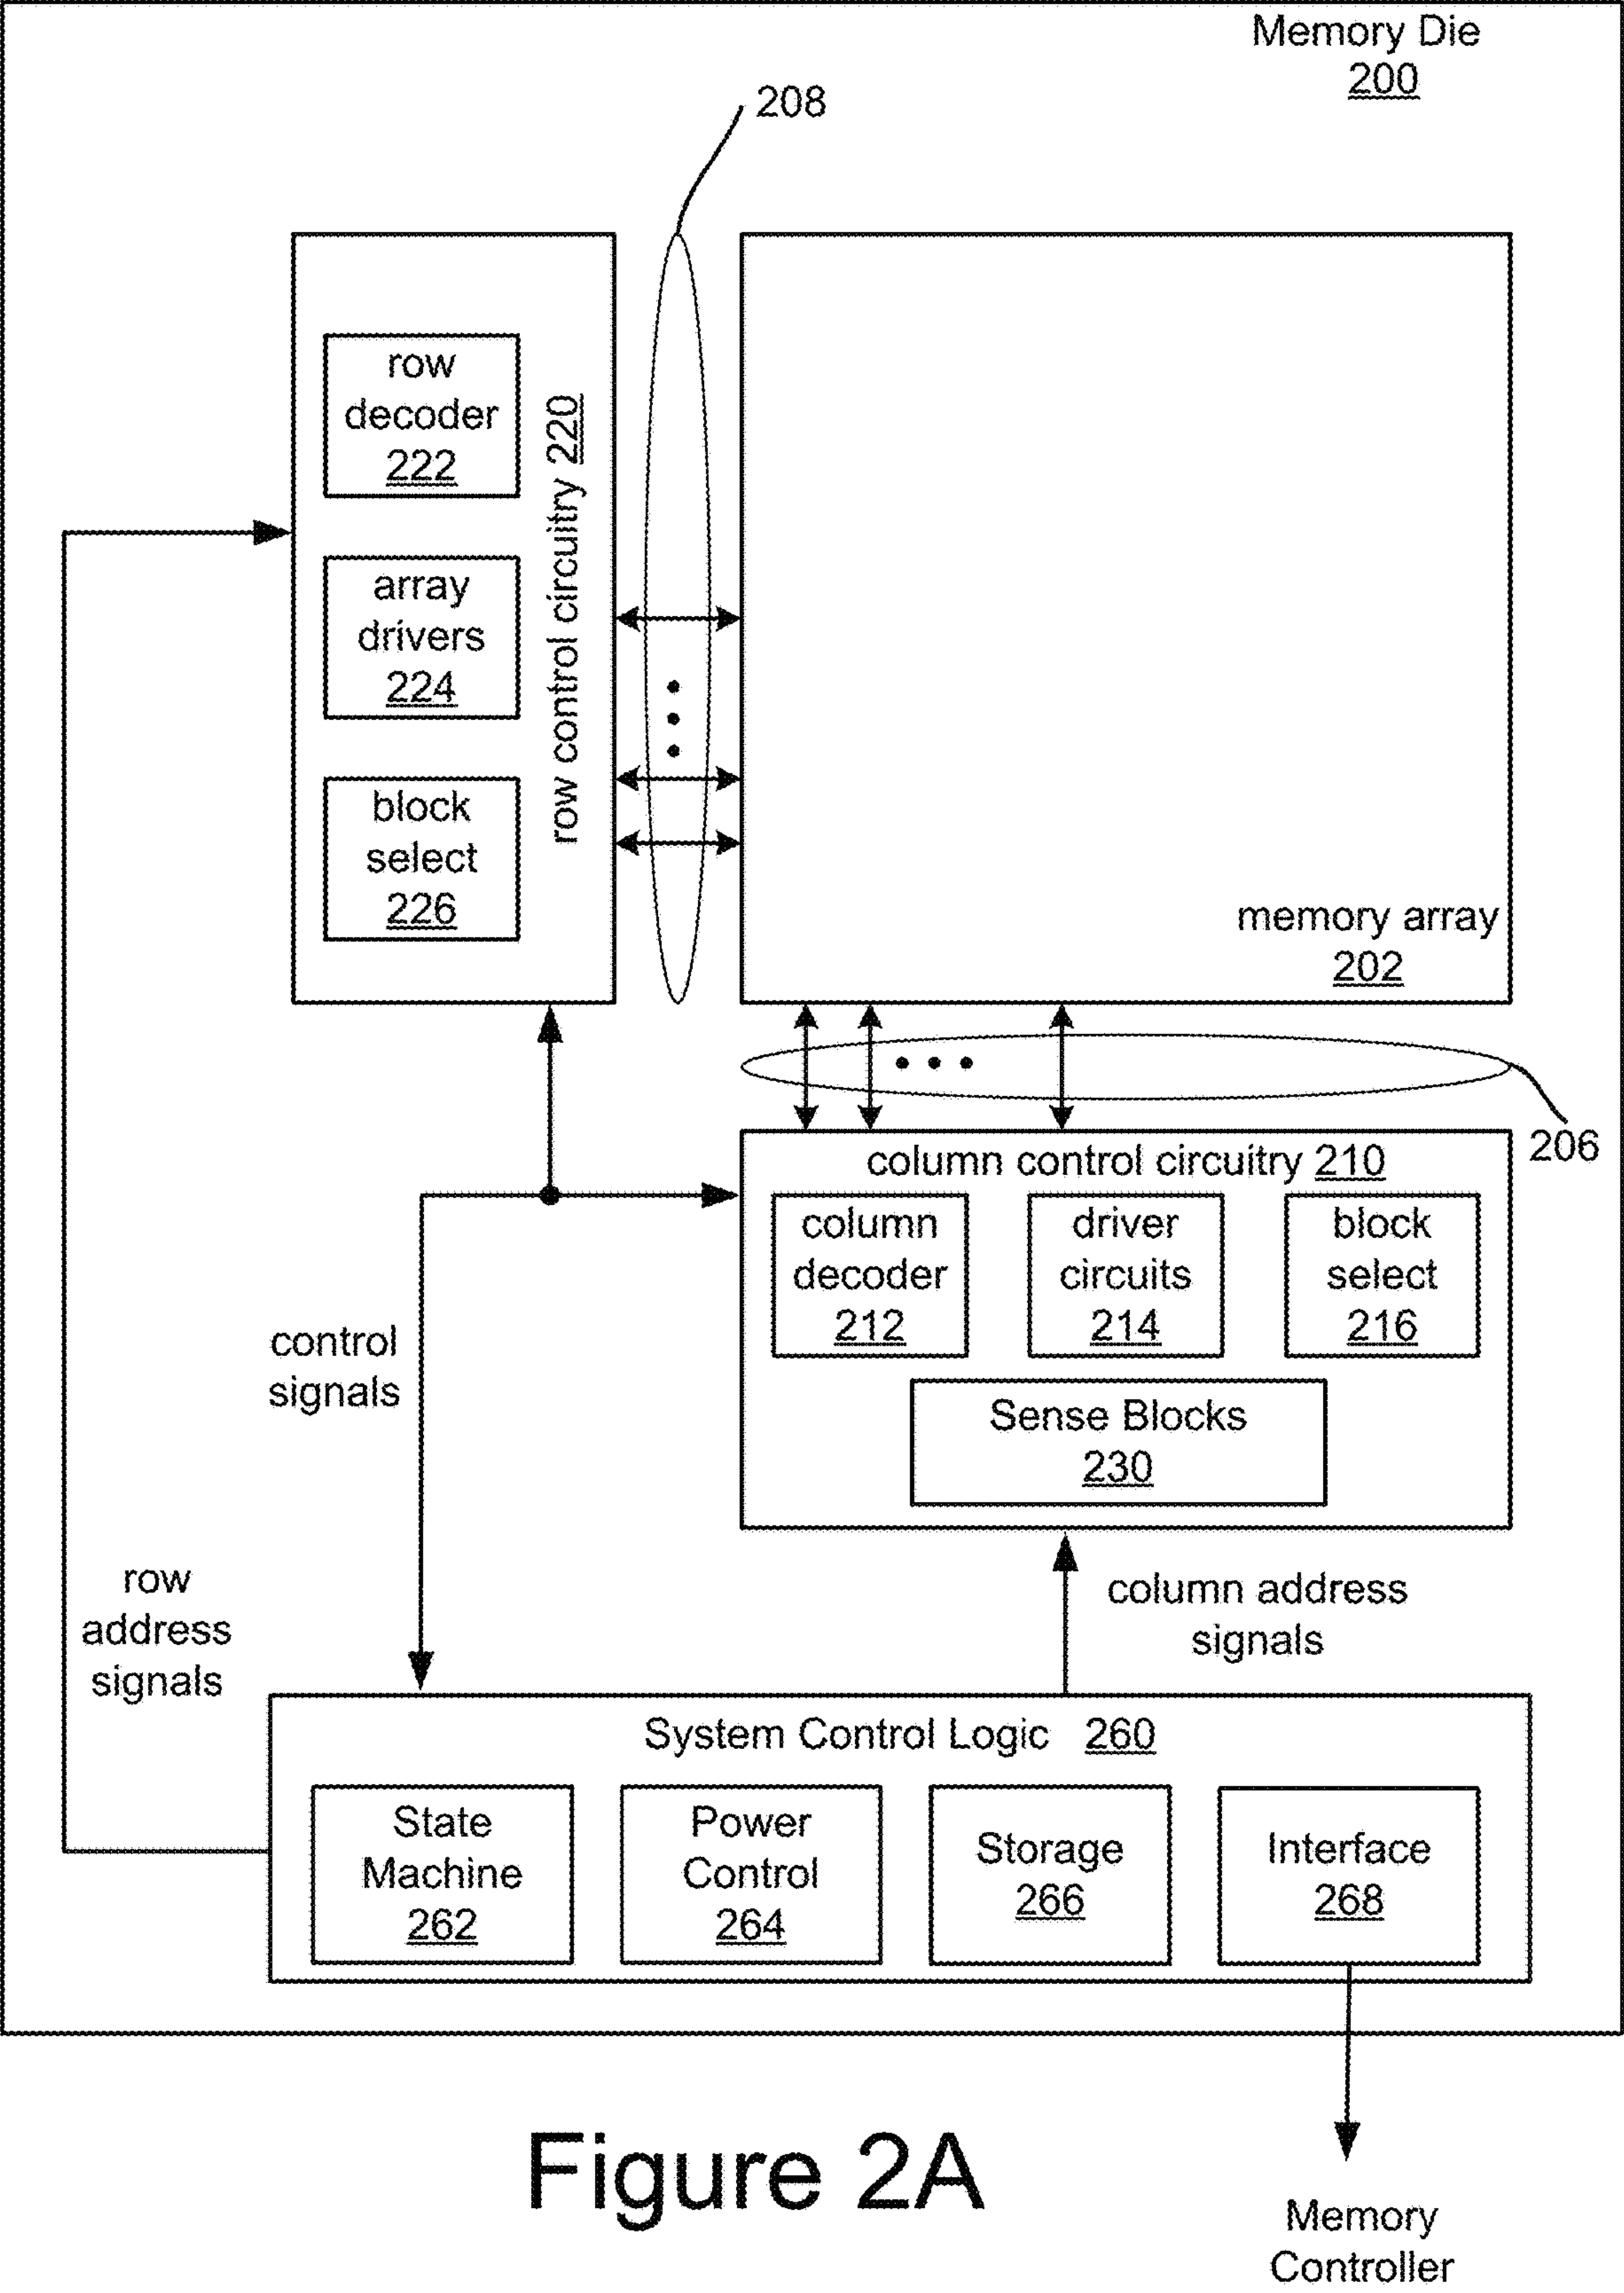 Memory Die
200
208
row
decoder
222
array
drivers
224
block
select
226
row control circuitry 220
memory array
202
206
column control circuitry 210
column
decoder
212
driver
circuits
214
block
select
216
Sense Blocks
230
control
signals
row
address
signals
column address
signals
System Control Logic 260
State
Machine
262
Power
Control
264
Storage
266
Interface
268
Figure 2A
Memory
Controller